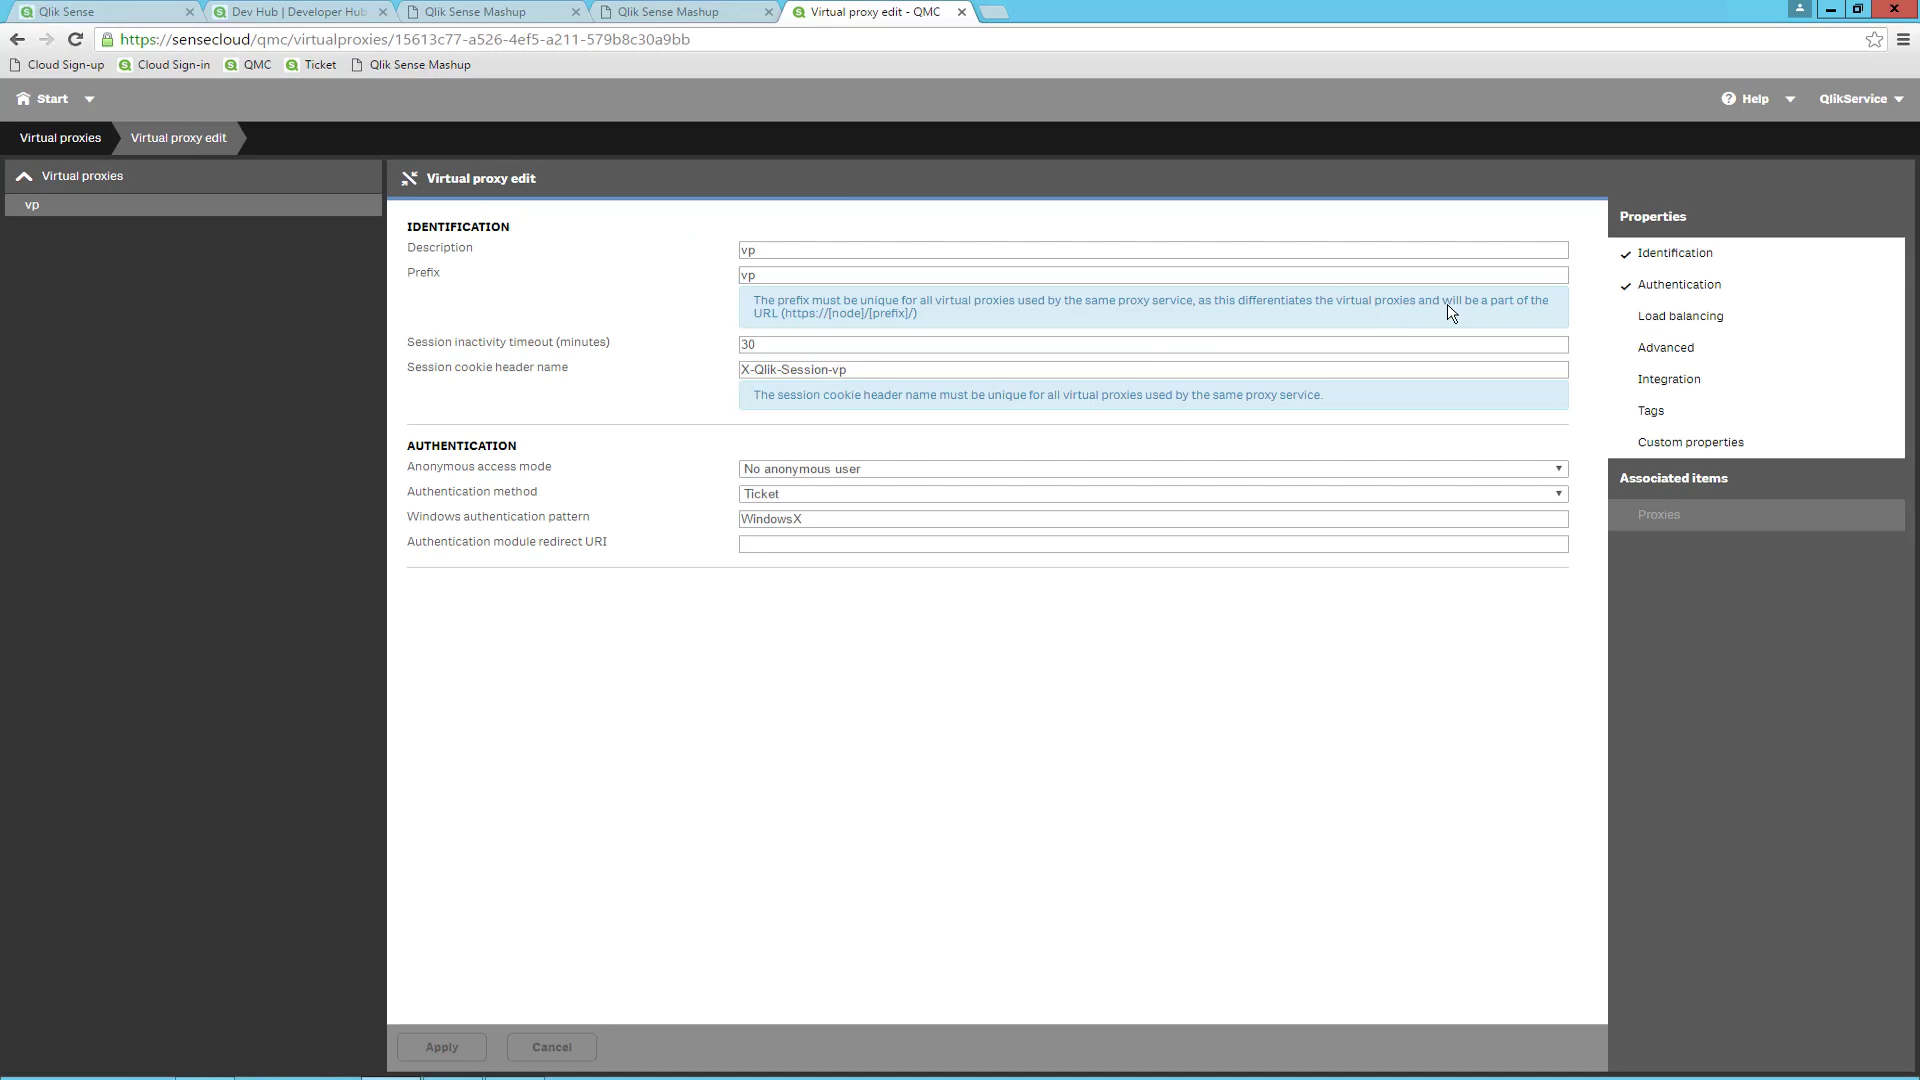 Qlik Sense
Dev Hub | Developer Hub
Qlik Sense Mashup
Qlik Sense Mashup
Virtual proxy edit - QMC
https://sensecloud/qmc/virtualproxies/15613c77-a526-4ef5-a211-579b8c30a9bb
Cloud Sign-up
Cloud Sign-in
QMC
Ticket
Qlik Sense Mashup
Start
Help
QlikService
Virtual proxies
Virtual proxy edit
Virtual proxies
vp
Virtual proxy edit
IDENTIFICATION
Description
vp
Prefix
vp
The prefix must be unique for all virtual proxies used by the same proxy service, as this differentiates the virtual proxies and will be a part of the
URL (https://[node]/[prefix]/)
Session inactivity timeout (minutes)
30
Session cookie header name
X-Qlik-Session-vp
The session cookie header name must be unique for all virtual proxies used by the same proxy service.
AUTHENTICATION
Anonymous access mode
No anonymous user
Authentication method
Ticket
Windows authentication pattern
WindowsX
Authentication module redirect URI
Properties
Identification
Authentication
Load balancing
Advanced
Integration
Tags
Custom properties
Associated items
Proxies
Apply
Cancel